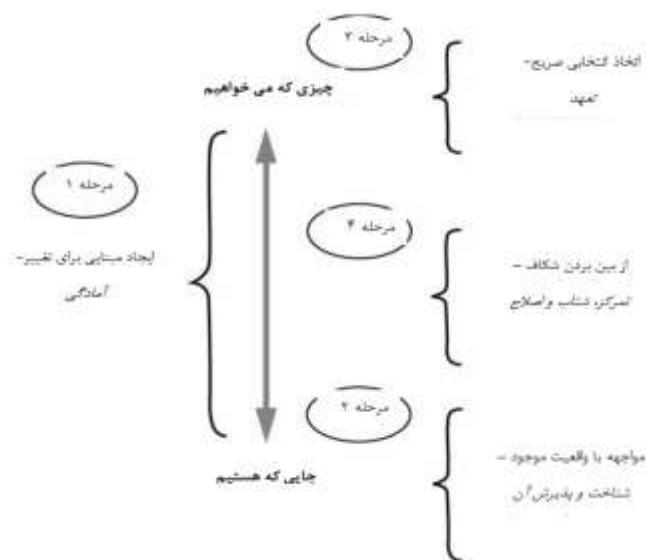 مرحله ۳
چیزی که می خواهیم
اتخاذ انتخابی صریح-
تعهد
مرحله ۱
ایجاد مبنایی برای تغییر-
آمادگی
مرحله ۴
از بین بردن شکاف -
تمرکز، شتاب و اصلاح
مرحله ۲
جایی که هستیم
مواجهه با واقعیت موجود -
شناخت و پذیرش آن